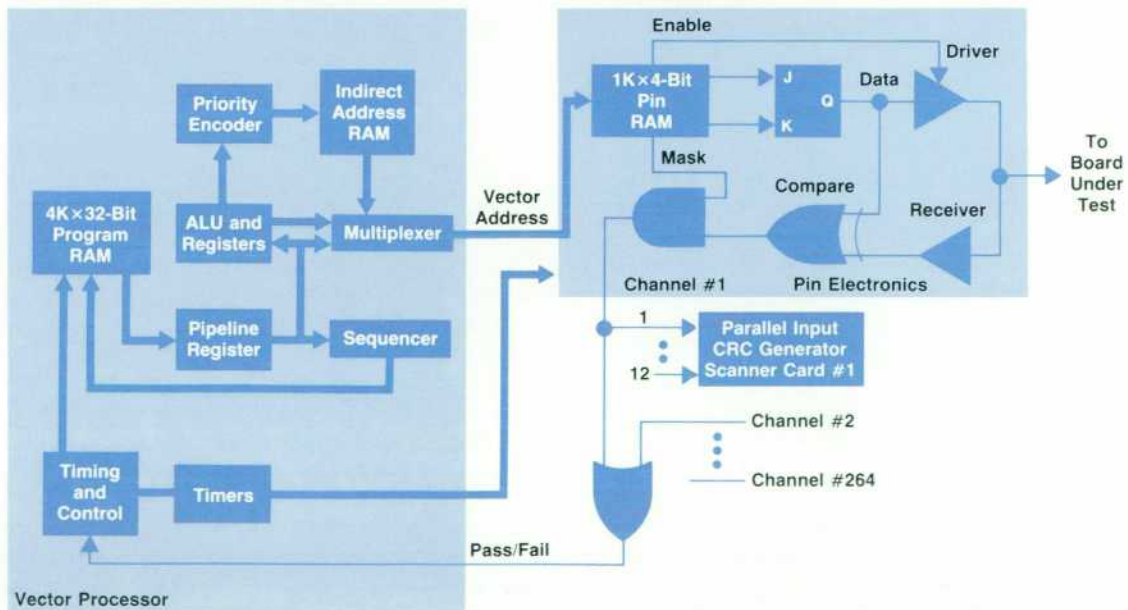 Priority
Encoder
Indirect
Address
RAM
4K×32-Bit
Program
RAM
ALU and
Registers
Multiplexer
Pipeline
Register
Sequencer
Timing
and
Control
Timers
Vector Processor
Vector
Address
Pass/Fail
Enable
Driver
1K×4-Bit
Pin
RAM
J
Q
K
Data
Mask
Compare
Receiver
To
Board
Under
Test
Channel #1
Pin Electronics
1
12
Parallel Input
CRC Generator
Scanner Card #1
Channel #2
Channel #264